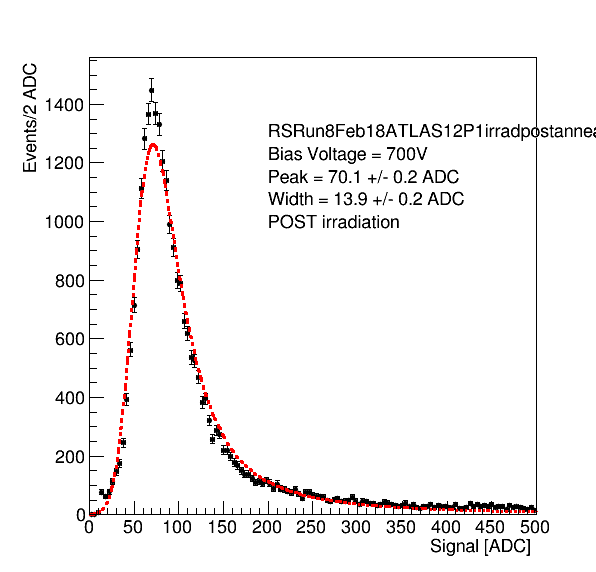 Events/2 ADC
1400
1200
1000
800
600
400
200
0
RSRun8Feb18ATLAS12P1irradpostannea
Bias Voltage = 700V
Peak = 70.1 +/- 0.2 ADC
Width = 13.9 +/- 0.2 ADC
POST irradiation
0 50 100 150 200 250 300 350 400 450 500
Signal [ADC]